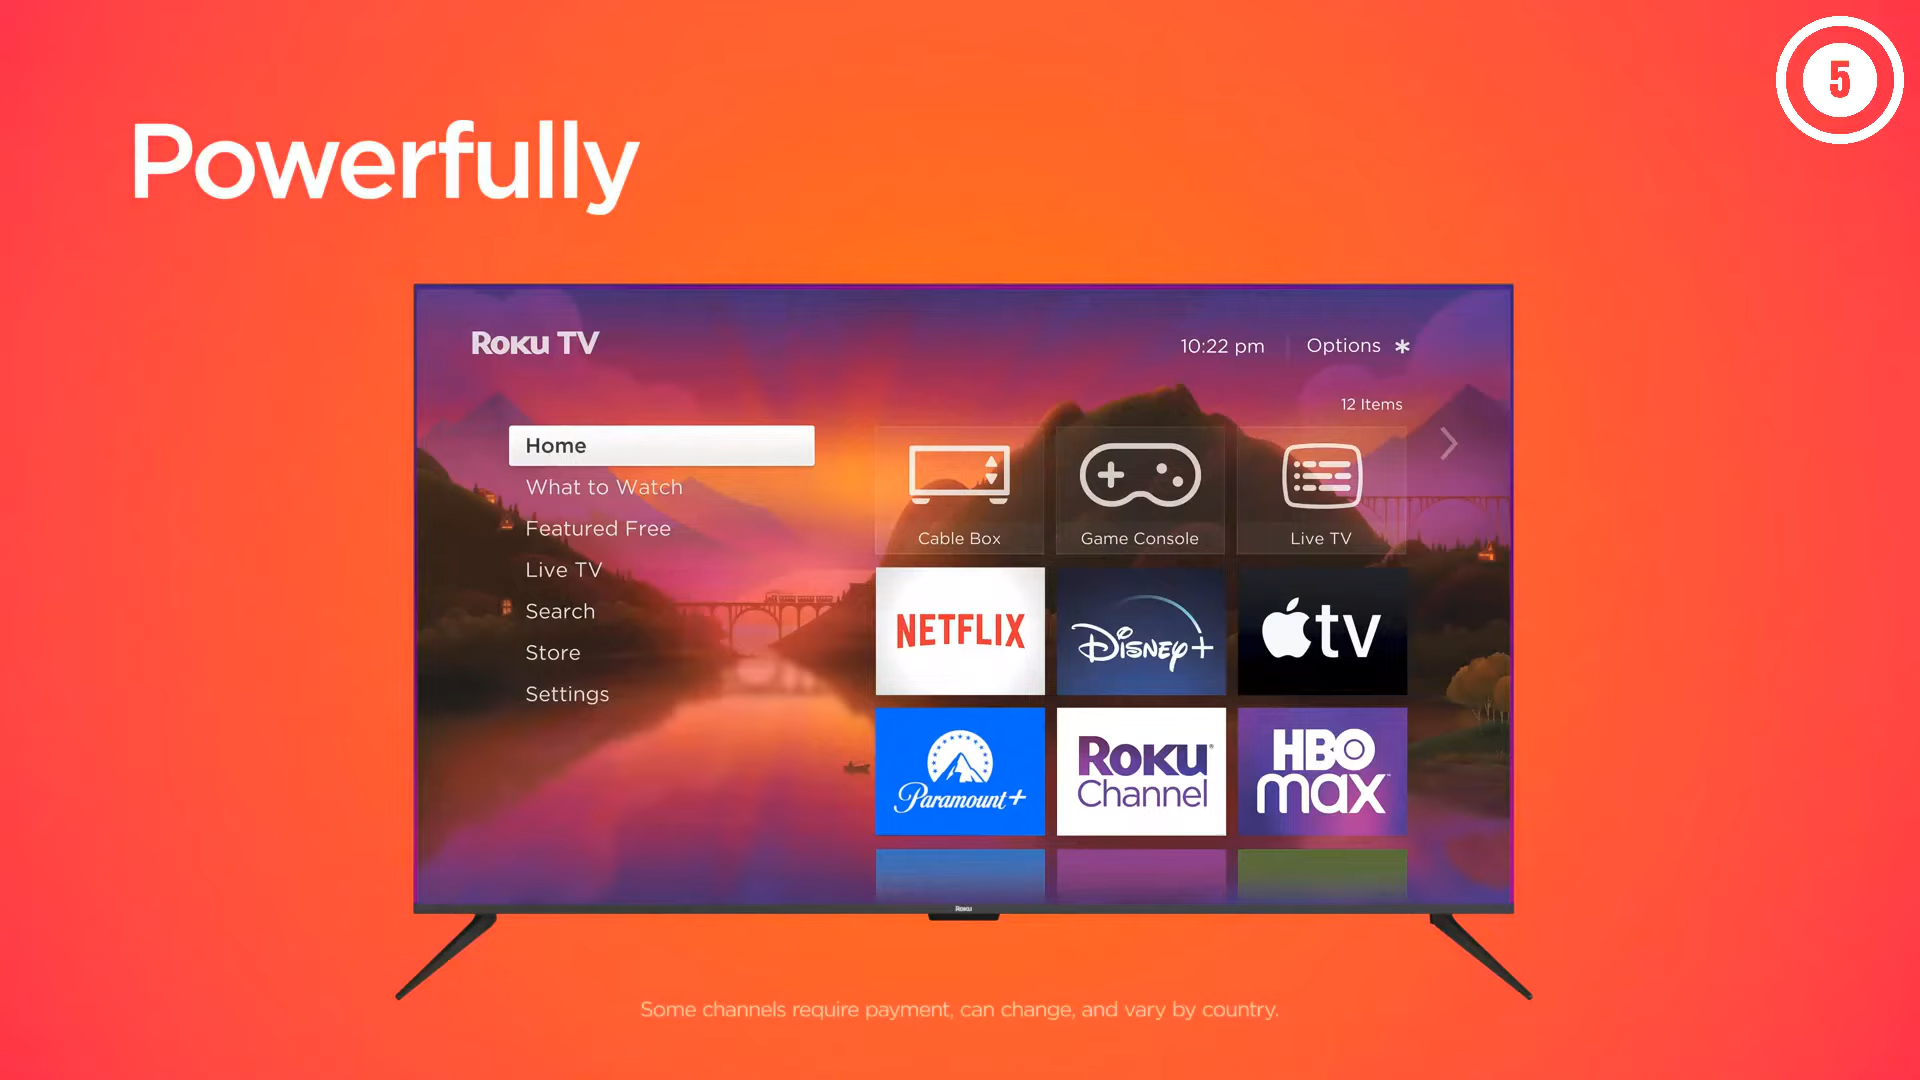 5
Powerfully
Roku TV
10:22 pm
Options *
12 Items
Home
What to Watch
Featured Free
Live TV
Search
Store
Settings
Cable Box
Game Console
Live TV
NETFLIX
Disney+
tv
Paramount+
Roku
Channel
HBO
max
Roku
Some channels require payment, can change, and vary by country.